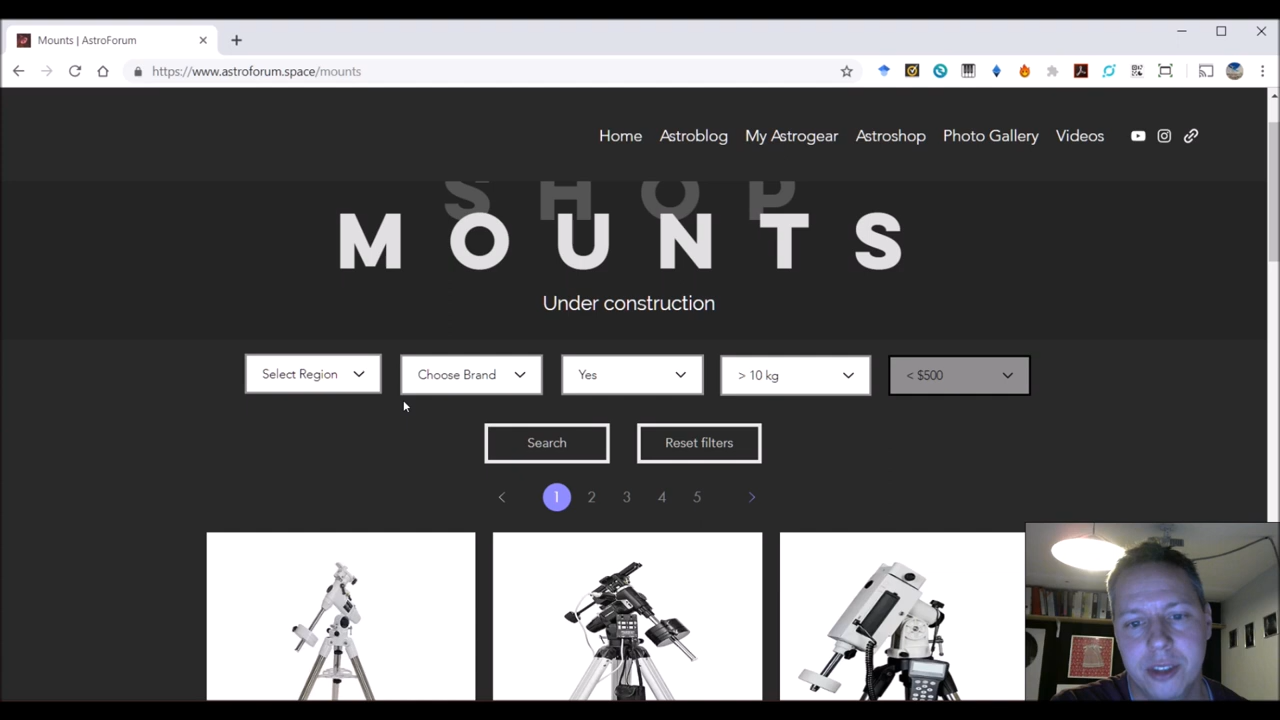 Mounts | AstroForum
https://www.astroforum.space/mounts
Home Astroblog My Astrogear Astroshop Photo Gallery Videos
SHOP
MOUNTS
Under construction
Select Region Choose Brand Yes > 10 kg < $500
Search Reset filters
< 1 2 3 4 5 >